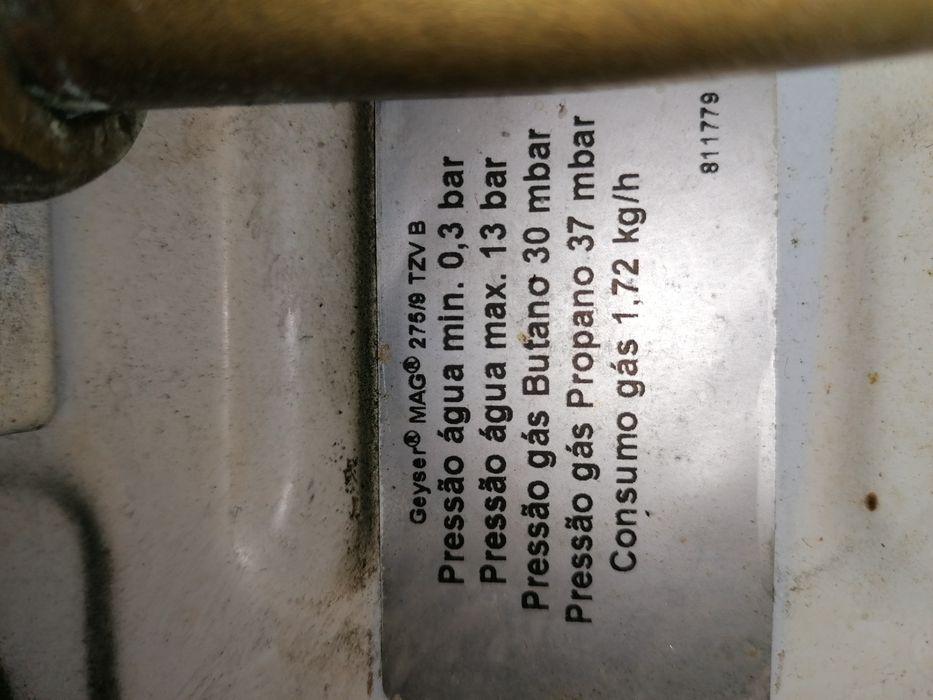 Geyser® MAG® 275/9 TZV B
Pressão água min. 0,3 bar
Pressão água max. 13 bar
Pressão gás Butano 30 mbar
Pressão gás Propano 37 mbar
Consumo gás 1,72 kg/h
811779